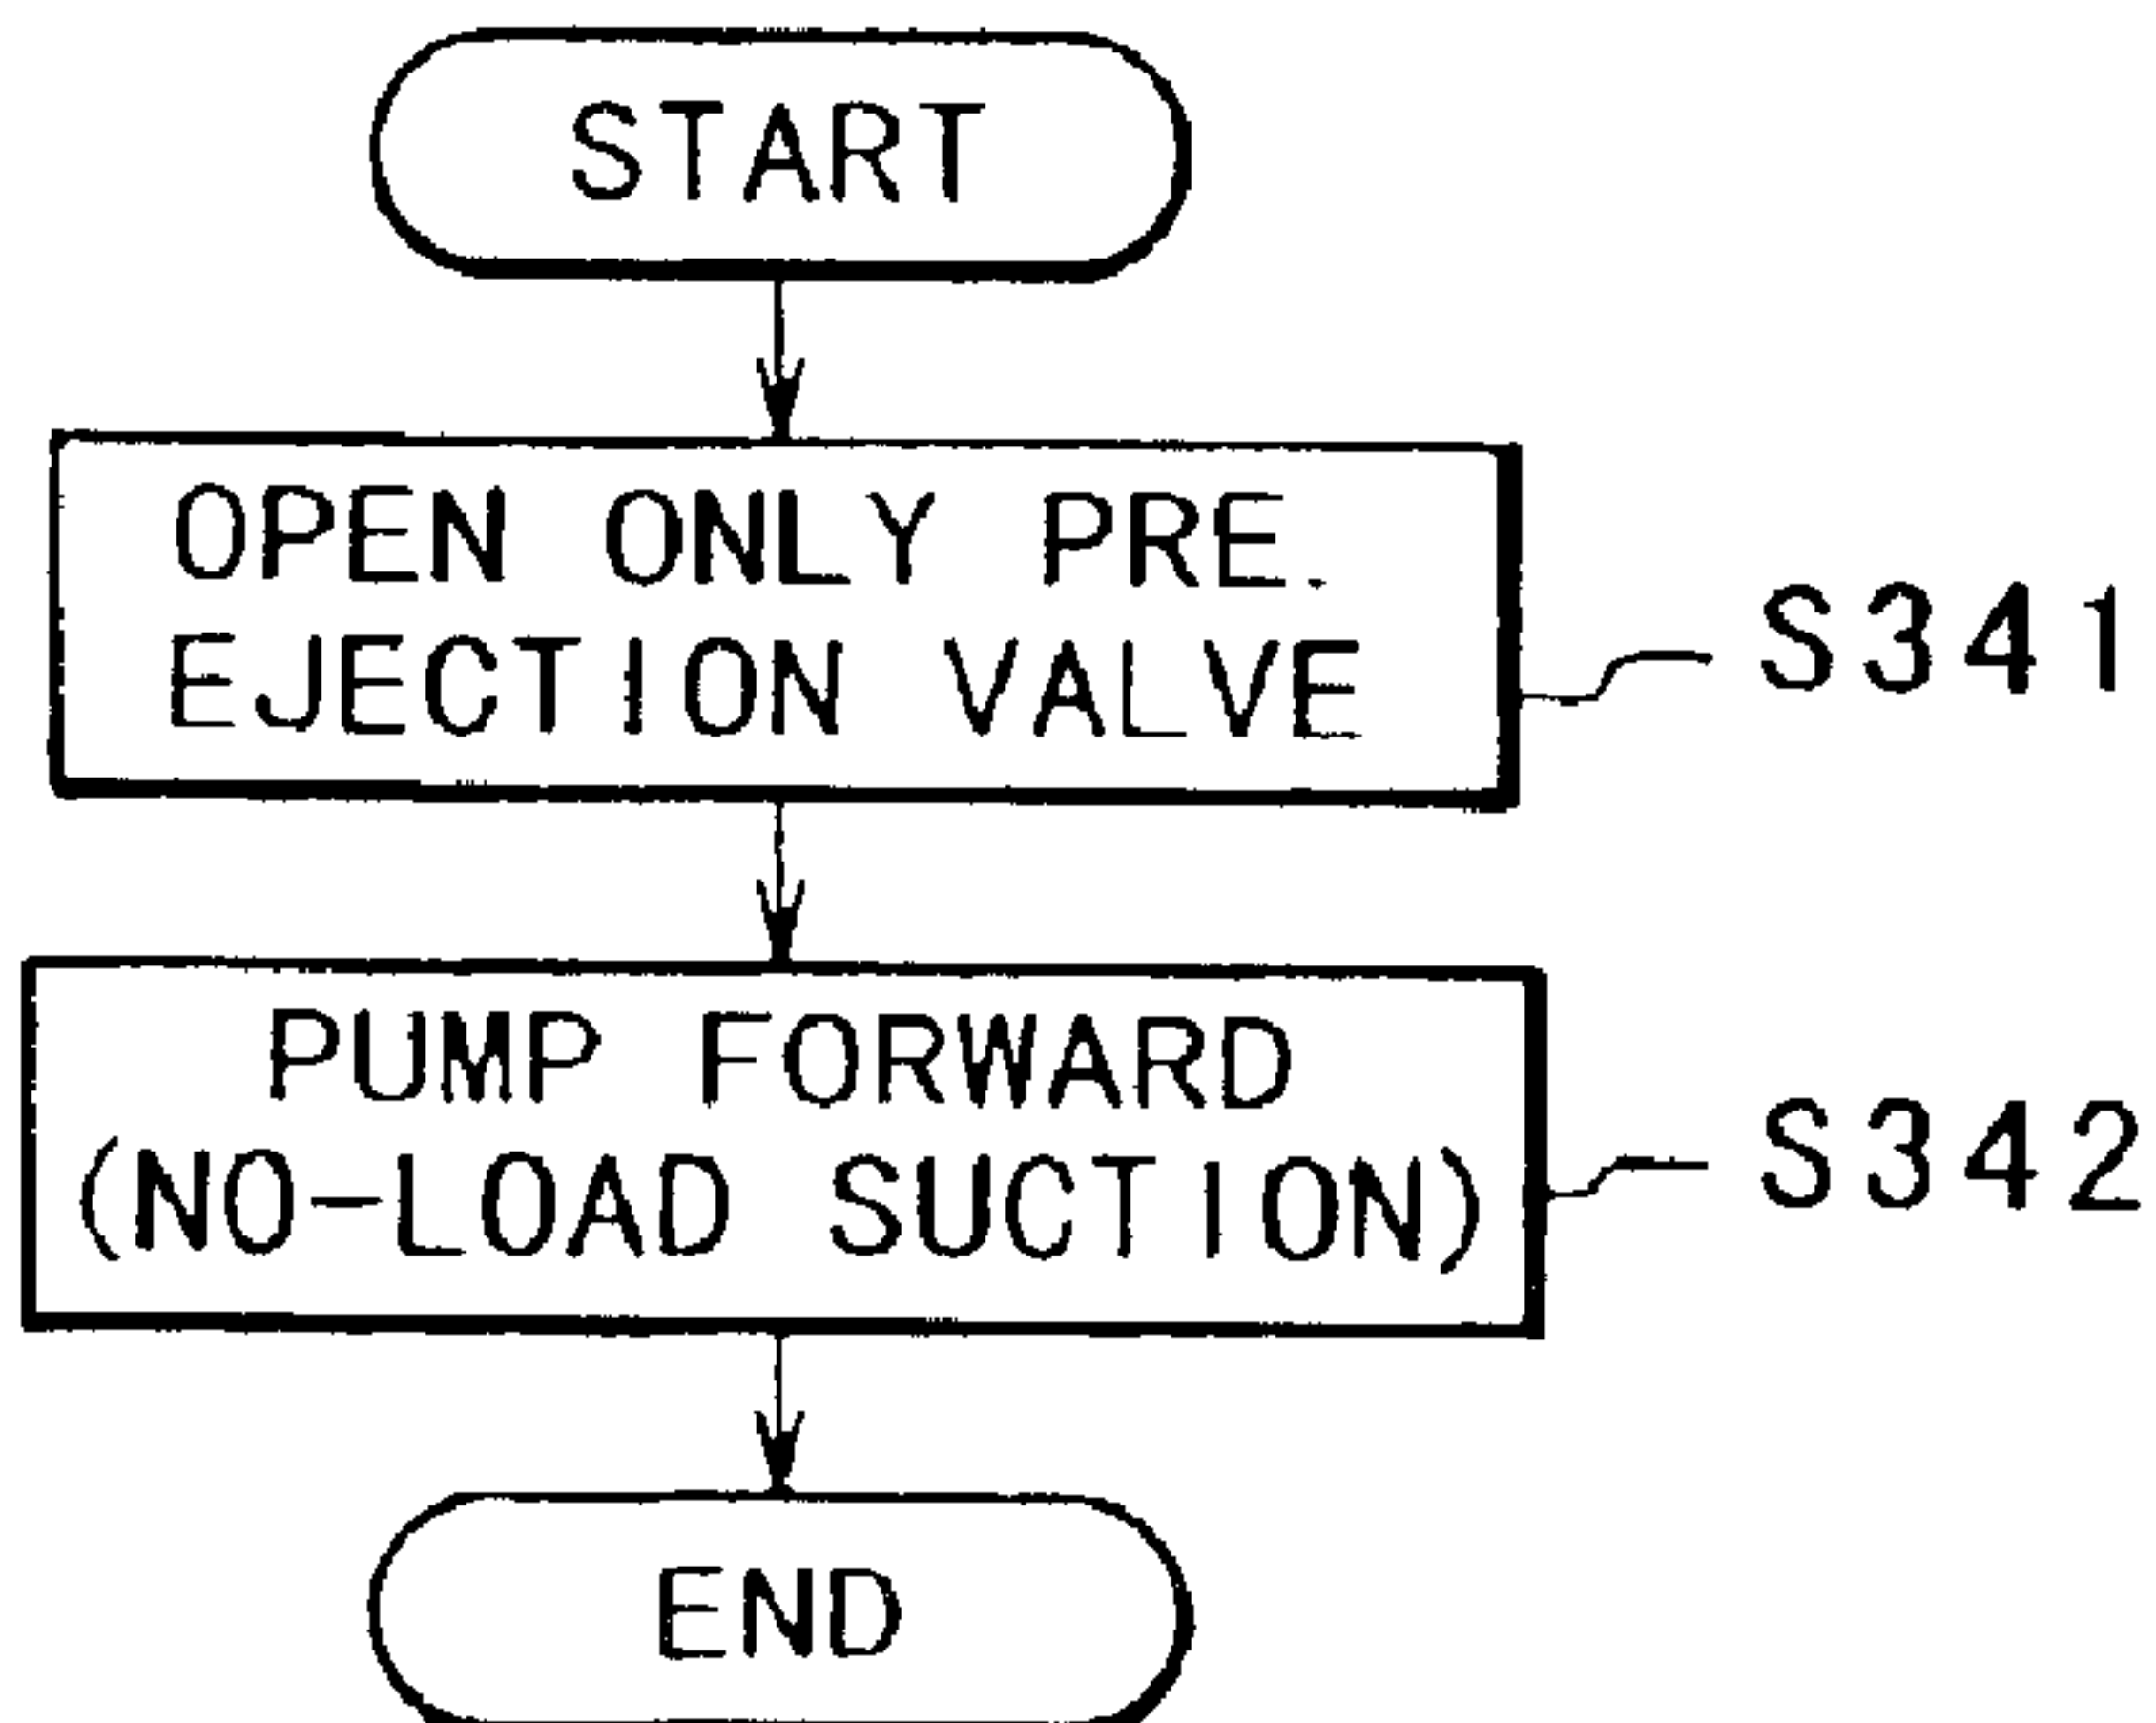 START
OPEN ONLY PRE.
EJECTION VALVE
S341
PUMP FORWARD
(NO-LOAD SUCTION)
S342
END